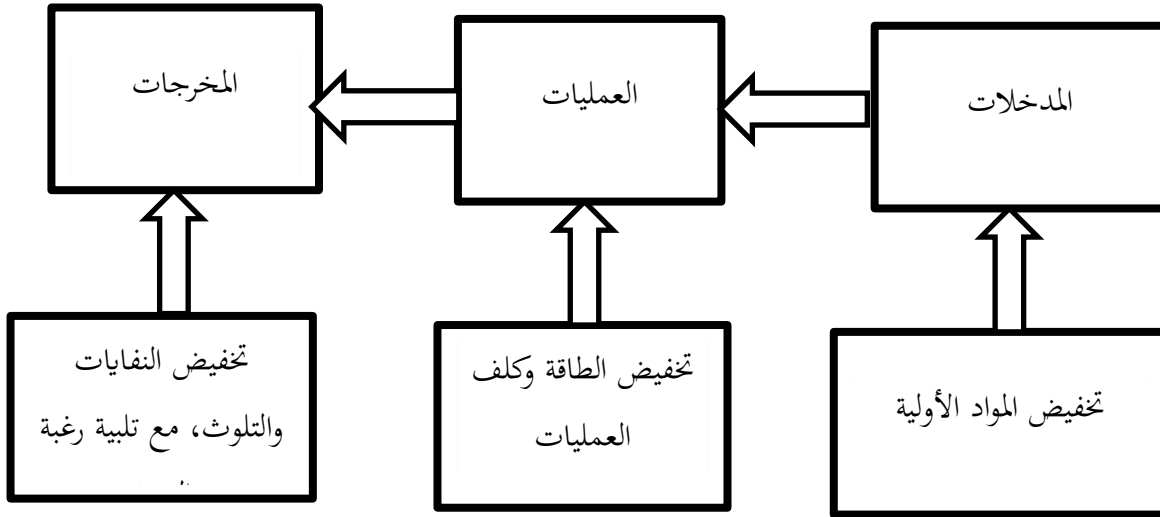 المدخلات
العمليات
المخرجات
تخفيض المواد الأولية
تخفيض الطاقة وكلف
العمليات
تخفيض النفايات
والتلوث، مع تلبية رغبة